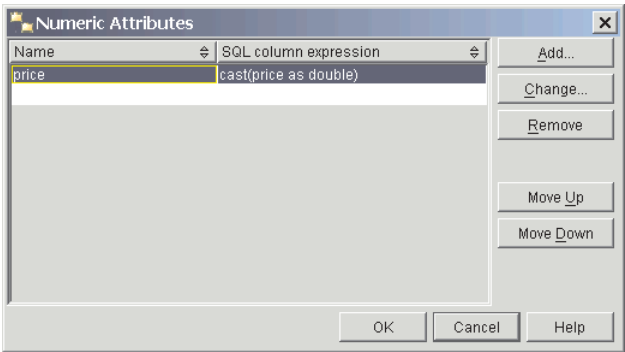 Numeric Attributes
Name SQL column expression Add...
price cast(price as double)
Change...
Remove
Move Up
Move Down
OK Cancel Help